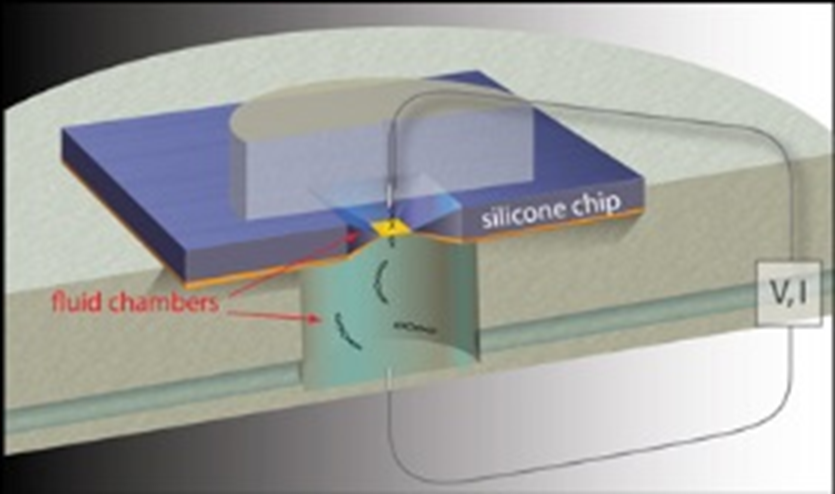 silicone chip
fluid chambers
V, I